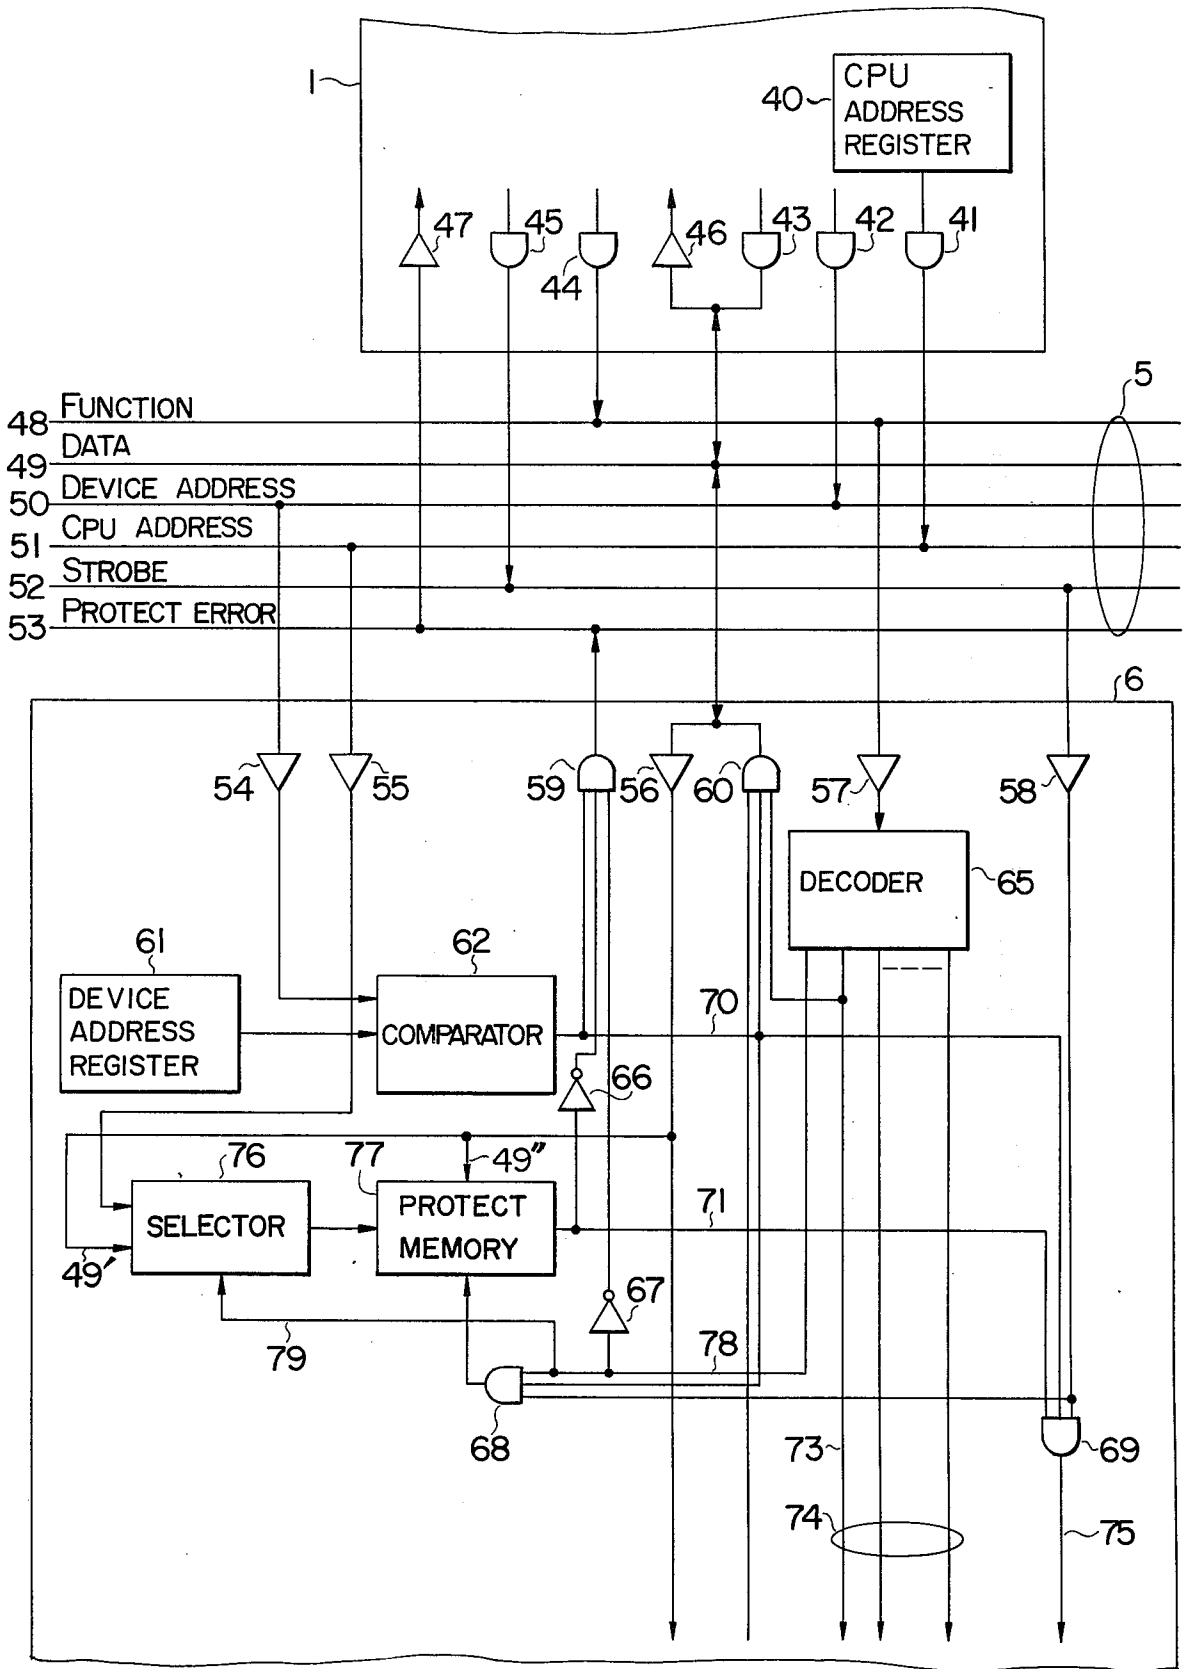 1
40
CPU
ADDRESS
REGISTER
47
45
44
46
43
42
41
5
48 FUNCTION
49 DATA
50 DEVICE ADDRESS
51 CPU ADDRESS
52 STROBE
53 PROTECT ERROR
6
54
55
59
56
60
57
58
DECODER
65
61
DEVICE
ADDRESS
REGISTER
62
COMPARATOR
70
66
76
SELECTOR
49'
77
49"
PROTECT
MEMORY
71
67
79
78
68
69
73
74
75